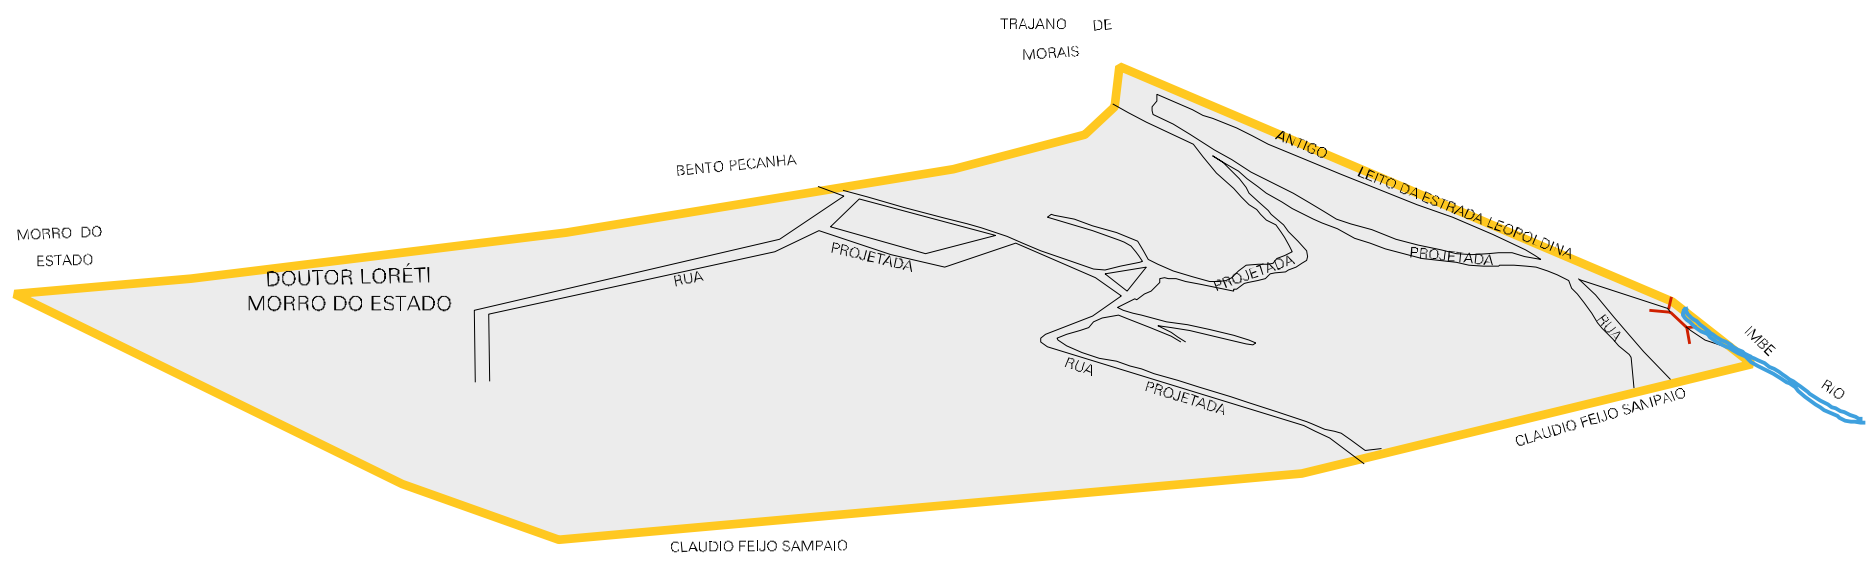 TRAJANO DE
MORAIS
ANTIGO LEITO DA ESTRADA LEOPOLDINA
BENTO PECANHA
MORRO DO
ESTADO
DOUTOR LORÉTI
MORRO DO ESTADO
RUA PROJETADA
PROJETADA
PROJETADA
RUA
IMBE
RIO
RUA PROJETADA
CLAUDIO FEIJO SAMPAIO
CLAUDIO FEIJO SAMPAIO